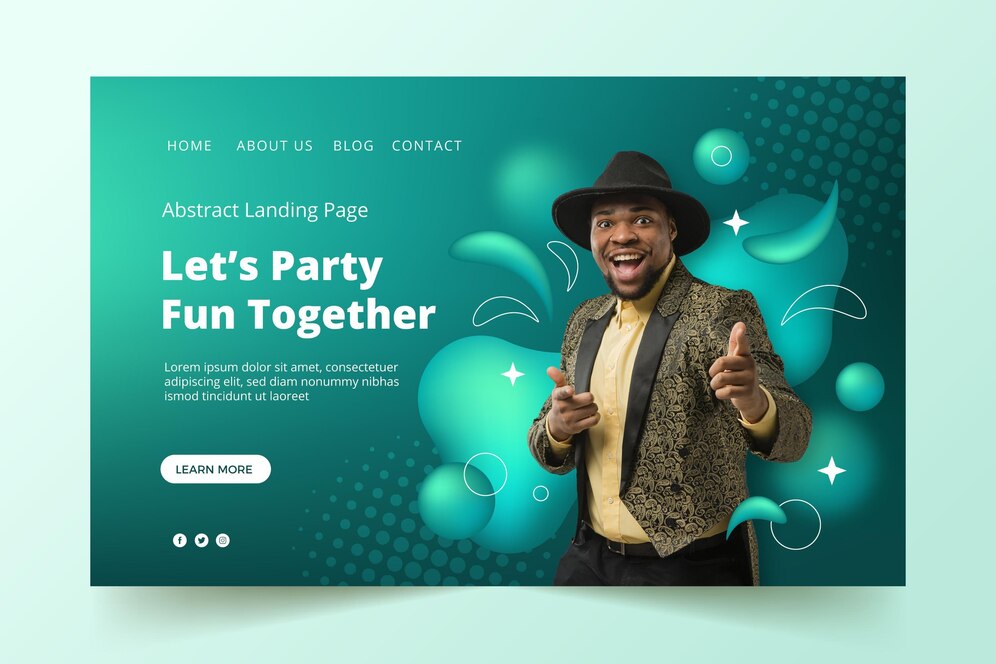 HOME ABOUT US BLOG CONTACT
Abstract Landing Page
Let’s Party
Fun Together
Lorem ipsum dolor sit amet, consectetuer
adipiscing elit, sed diam nonummy nibhas
ismod tincidunt ut laoreet
LEARN MORE